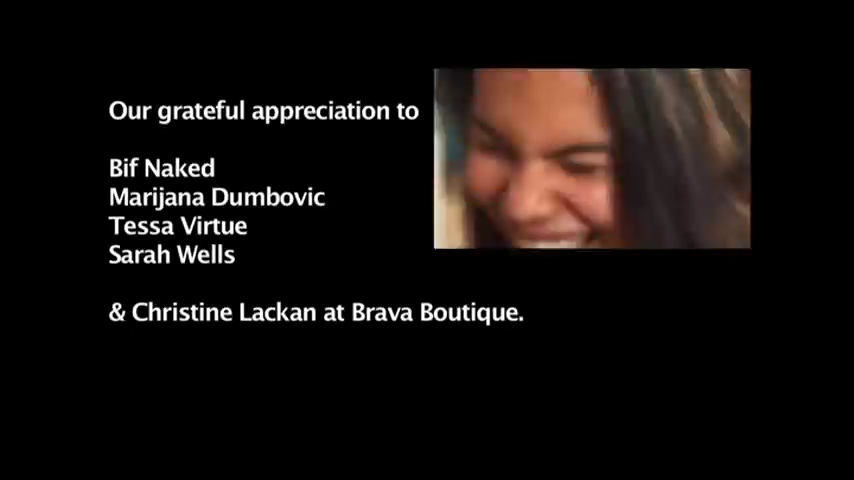 Our grateful appreciation to
Bif Naked
Marijana Dumbovic
Tessa Virtue
Sarah Wells
& Christine Lackan at Brava Boutique.